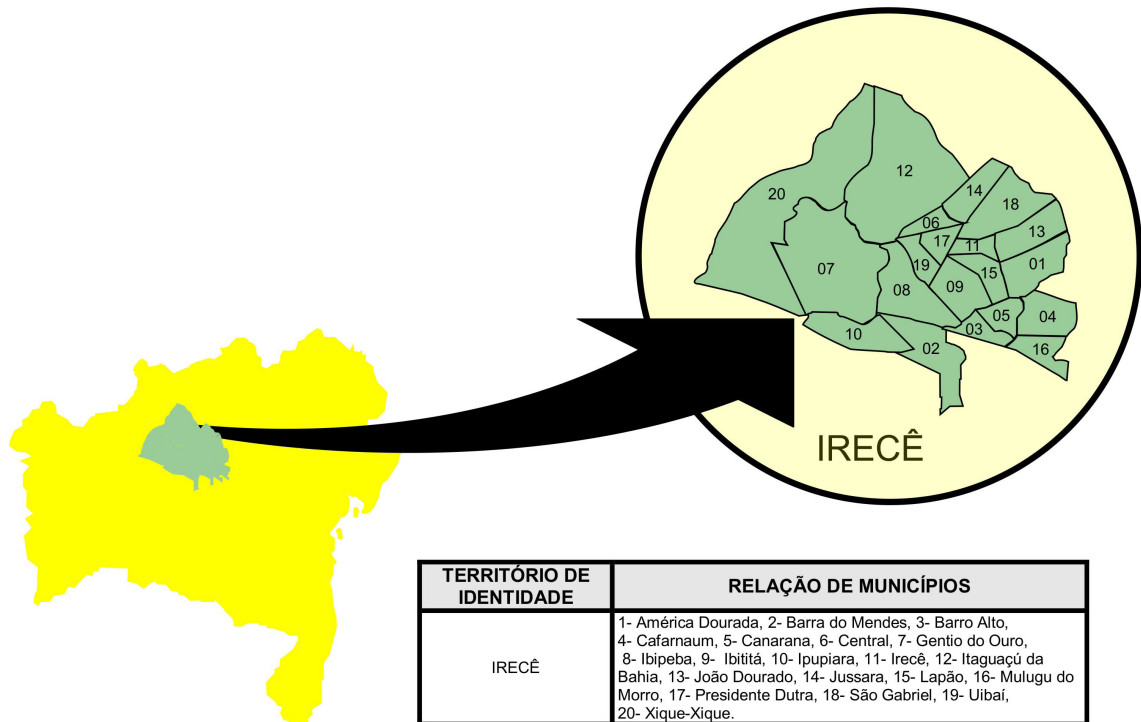 12
20
14
18
06
13
17
11
01
19
07
15
08
09
05
04
03
10
02
16
IRECÊ
TERRITÓRIO DE
IDENTIDADE
RELAÇÃO DE MUNICÍPIOS
IRECÊ
1- América Dourada, 2- Barra do Mendes, 3- Barro Alto,
4- Cafarnaum, 5- Canarana, 6- Central, 7- Gentio do Ouro,
8- Ibipeba, 9- Ibititá, 10- Ipupiara, 11- Irecê, 12- Itaguaçú da
Bahia, 13- João Dourado, 14- Jussara, 15- Lapão, 16- Mulugu do
Morro, 17- Presidente Dutra, 18- São Gabriel, 19- Uibaí,
20- Xique-Xique.